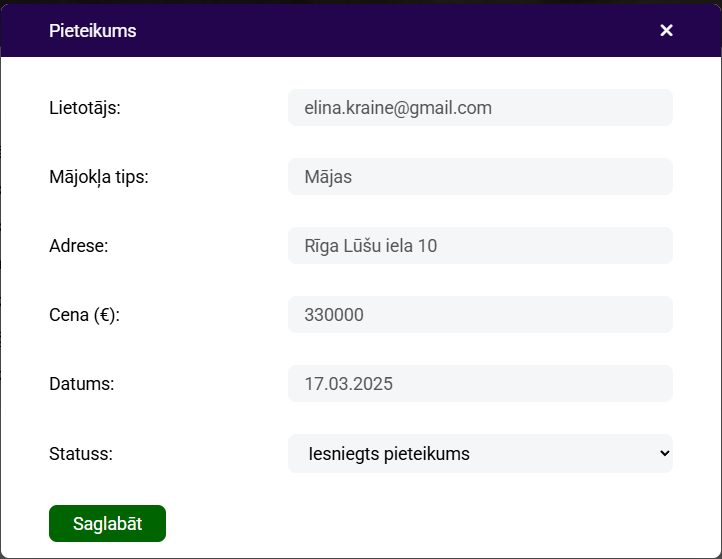 Pieteikums
Lietotājs: elina.kraine@gmail.com
Mājokļa tips: Mājas
Adrese: Rīga Lūšu iela 10
Cena (€): 330000
Datums: 17.03.2025
Statuss: Iesniegts pieteikums
Saglabāt